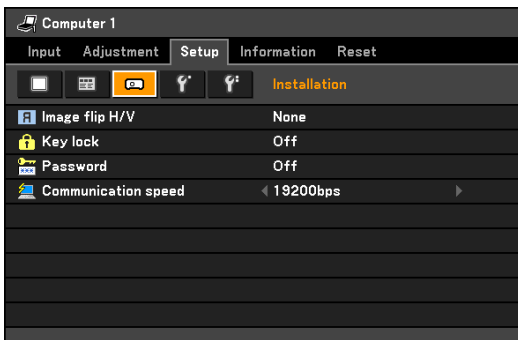 Computer 1
Input Adjustment Setup Information Reset
Installation
Image flip H/V None
Key lock Off
Password Off
Communication speed 19200bps